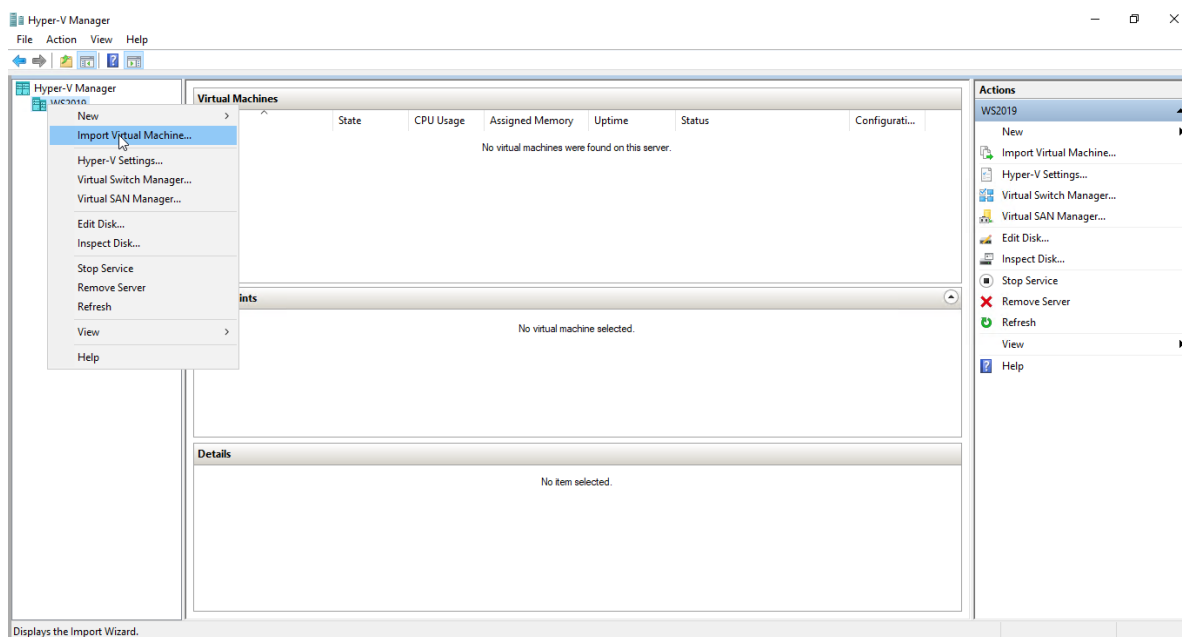 Hyper-V Manager
File Action View Help
Hyper-V Manager
WS2019
New
Import Virtual Machine...
Hyper-V Settings...
Virtual Switch Manager...
Virtual SAN Manager...
Edit Disk...
Inspect Disk...
Stop Service
Remove Server
Refresh
View
Help
Virtual Machines
State CPU Usage Assigned Memory Uptime Status Configurati...
No virtual machines were found on this server.
ints
No virtual machine selected.
Details
No item selected.
Actions
WS2019
New
Import Virtual Machine...
Hyper-V Settings...
Virtual Switch Manager...
Virtual SAN Manager...
Edit Disk...
Inspect Disk...
Stop Service
Remove Server
Refresh
View
Help
Displays the Import Wizard.